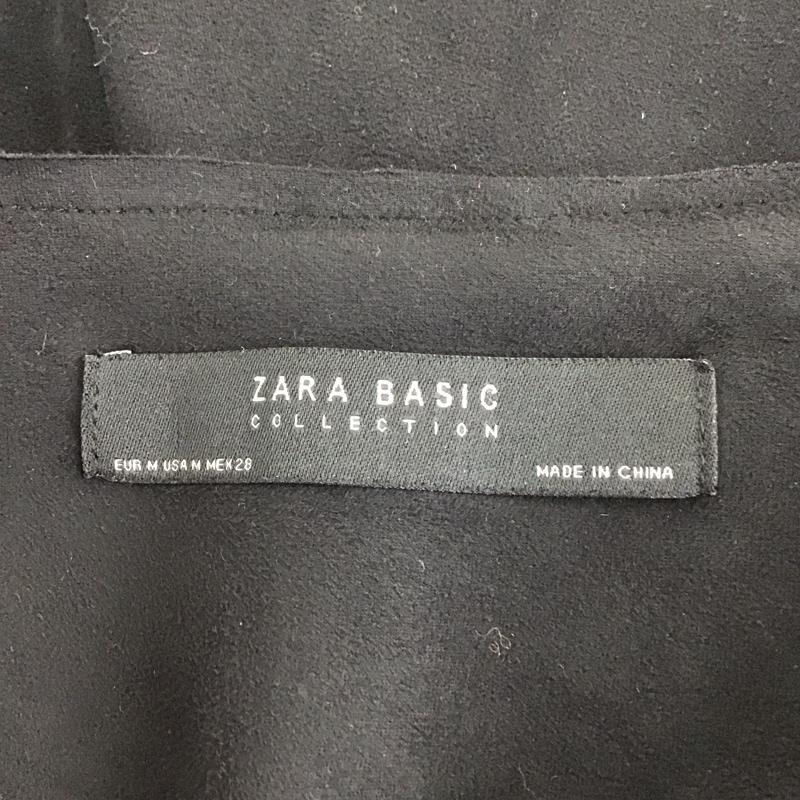 ZARA BASIC
COLLECTION
EUR M USA M MEX 28
MADE IN CHINA